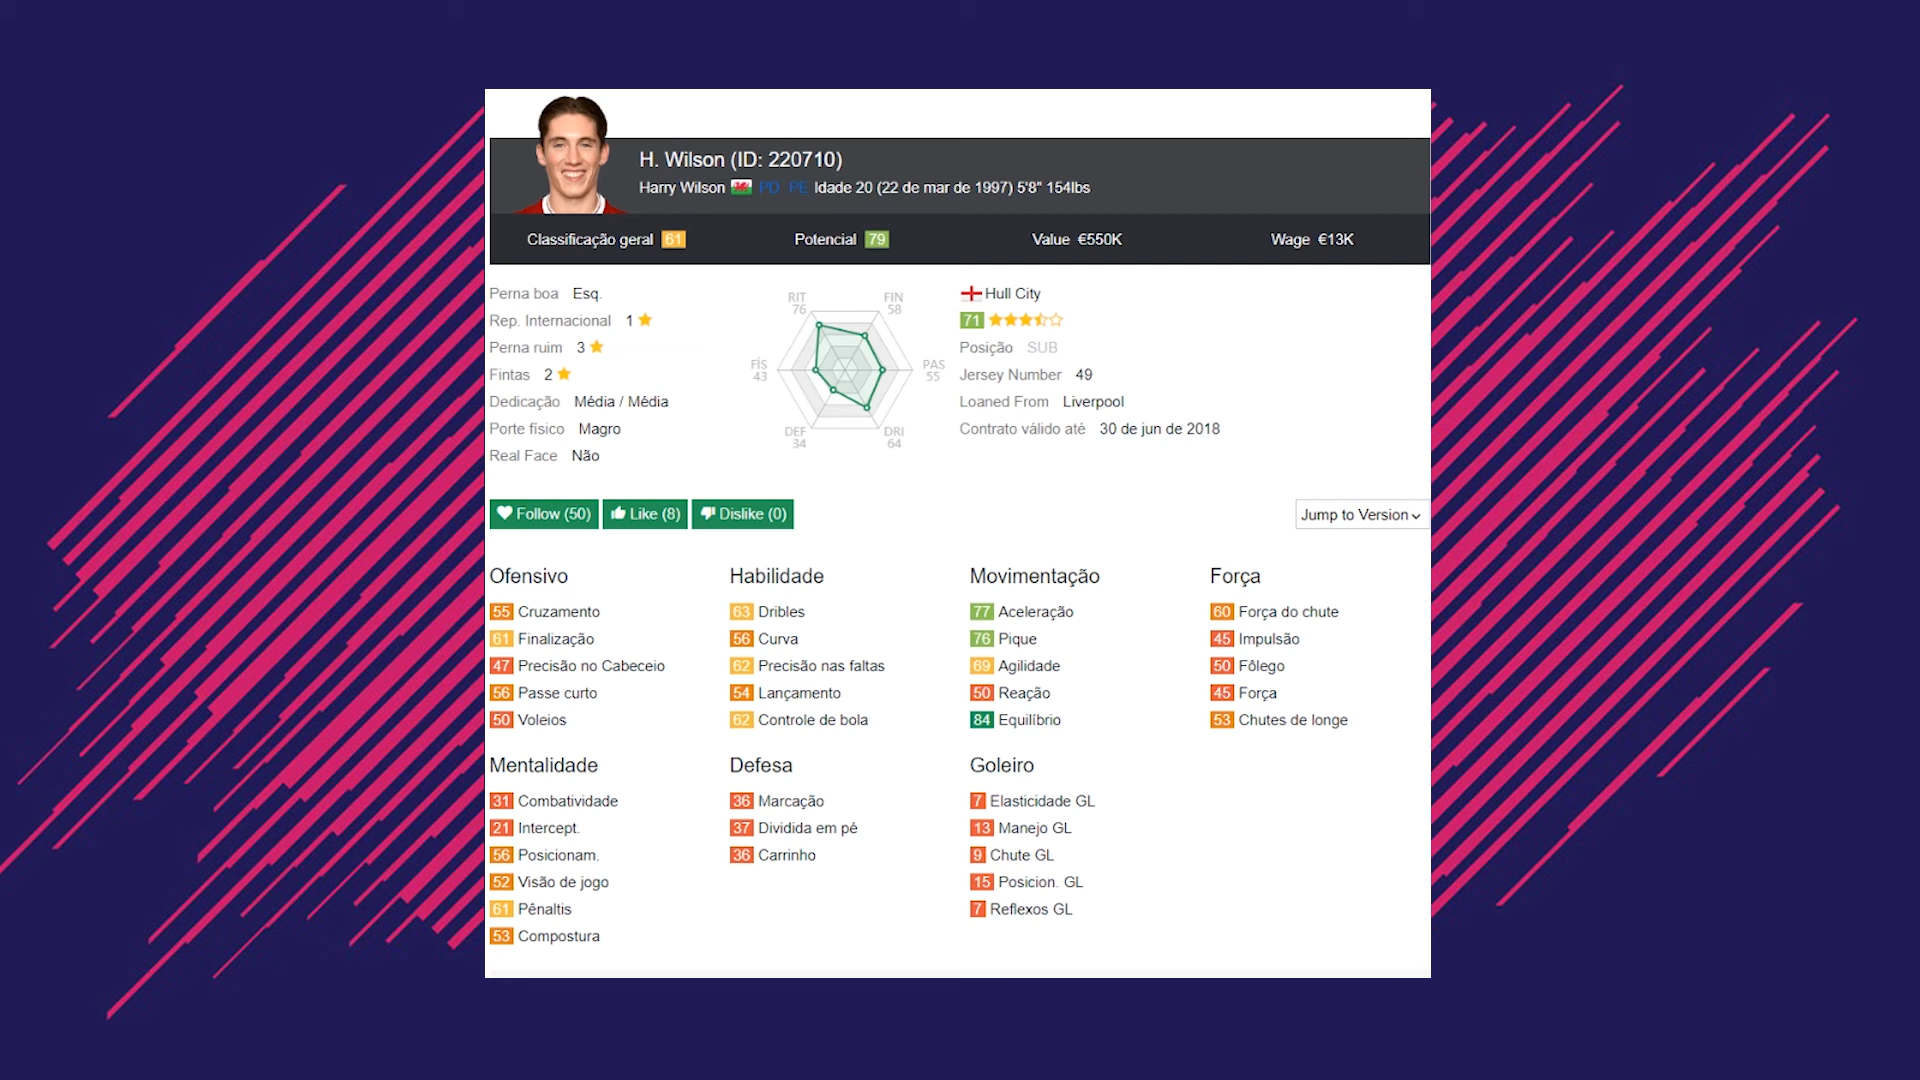 H. Wilson (ID: 220710)
Harry Wilson PD PE Idade 20 (22 de mar de 1997) 5'8" 154lbs
Classificação geral 61 Potencial 79 Value €550K Wage €13K
Perna boa Esq.
Rep. Internacional 1
Perna ruim 3
Fintas 2
Dedicação Média / Média
Porte físico Magro
Real Face Não
RIT 76
FIN 58
FÍS 43
PAS 55
DEF 34
DRI 64
Hull City
71
Posição SUB
Jersey Number 49
Loaned From Liverpool
Contrato válido até 30 de jun de 2018
Follow (50) Like (8) Dislike (0) Jump to Version
Ofensivo
55 Cruzamento
61 Finalização
47 Precisão no Cabeceio
56 Passe curto
50 Voleios
Habilidade
63 Dribles
56 Curva
62 Precisão nas faltas
54 Lançamento
62 Controle de bola
Movimentação
77 Aceleração
76 Pique
69 Agilidade
50 Reação
84 Equilíbrio
Força
60 Força do chute
45 Impulsão
50 Fôlego
45 Força
53 Chutes de longe
Mentalidade
31 Combatividade
21 Intercept.
56 Posicionam.
52 Visão de jogo
61 Pênaltis
53 Compostura
Defesa
36 Marcação
37 Dividida em pé
36 Carrinho
Goleiro
7 Elasticidade GL
13 Manejo GL
9 Chute GL
15 Posicion. GL
7 Reflexos GL